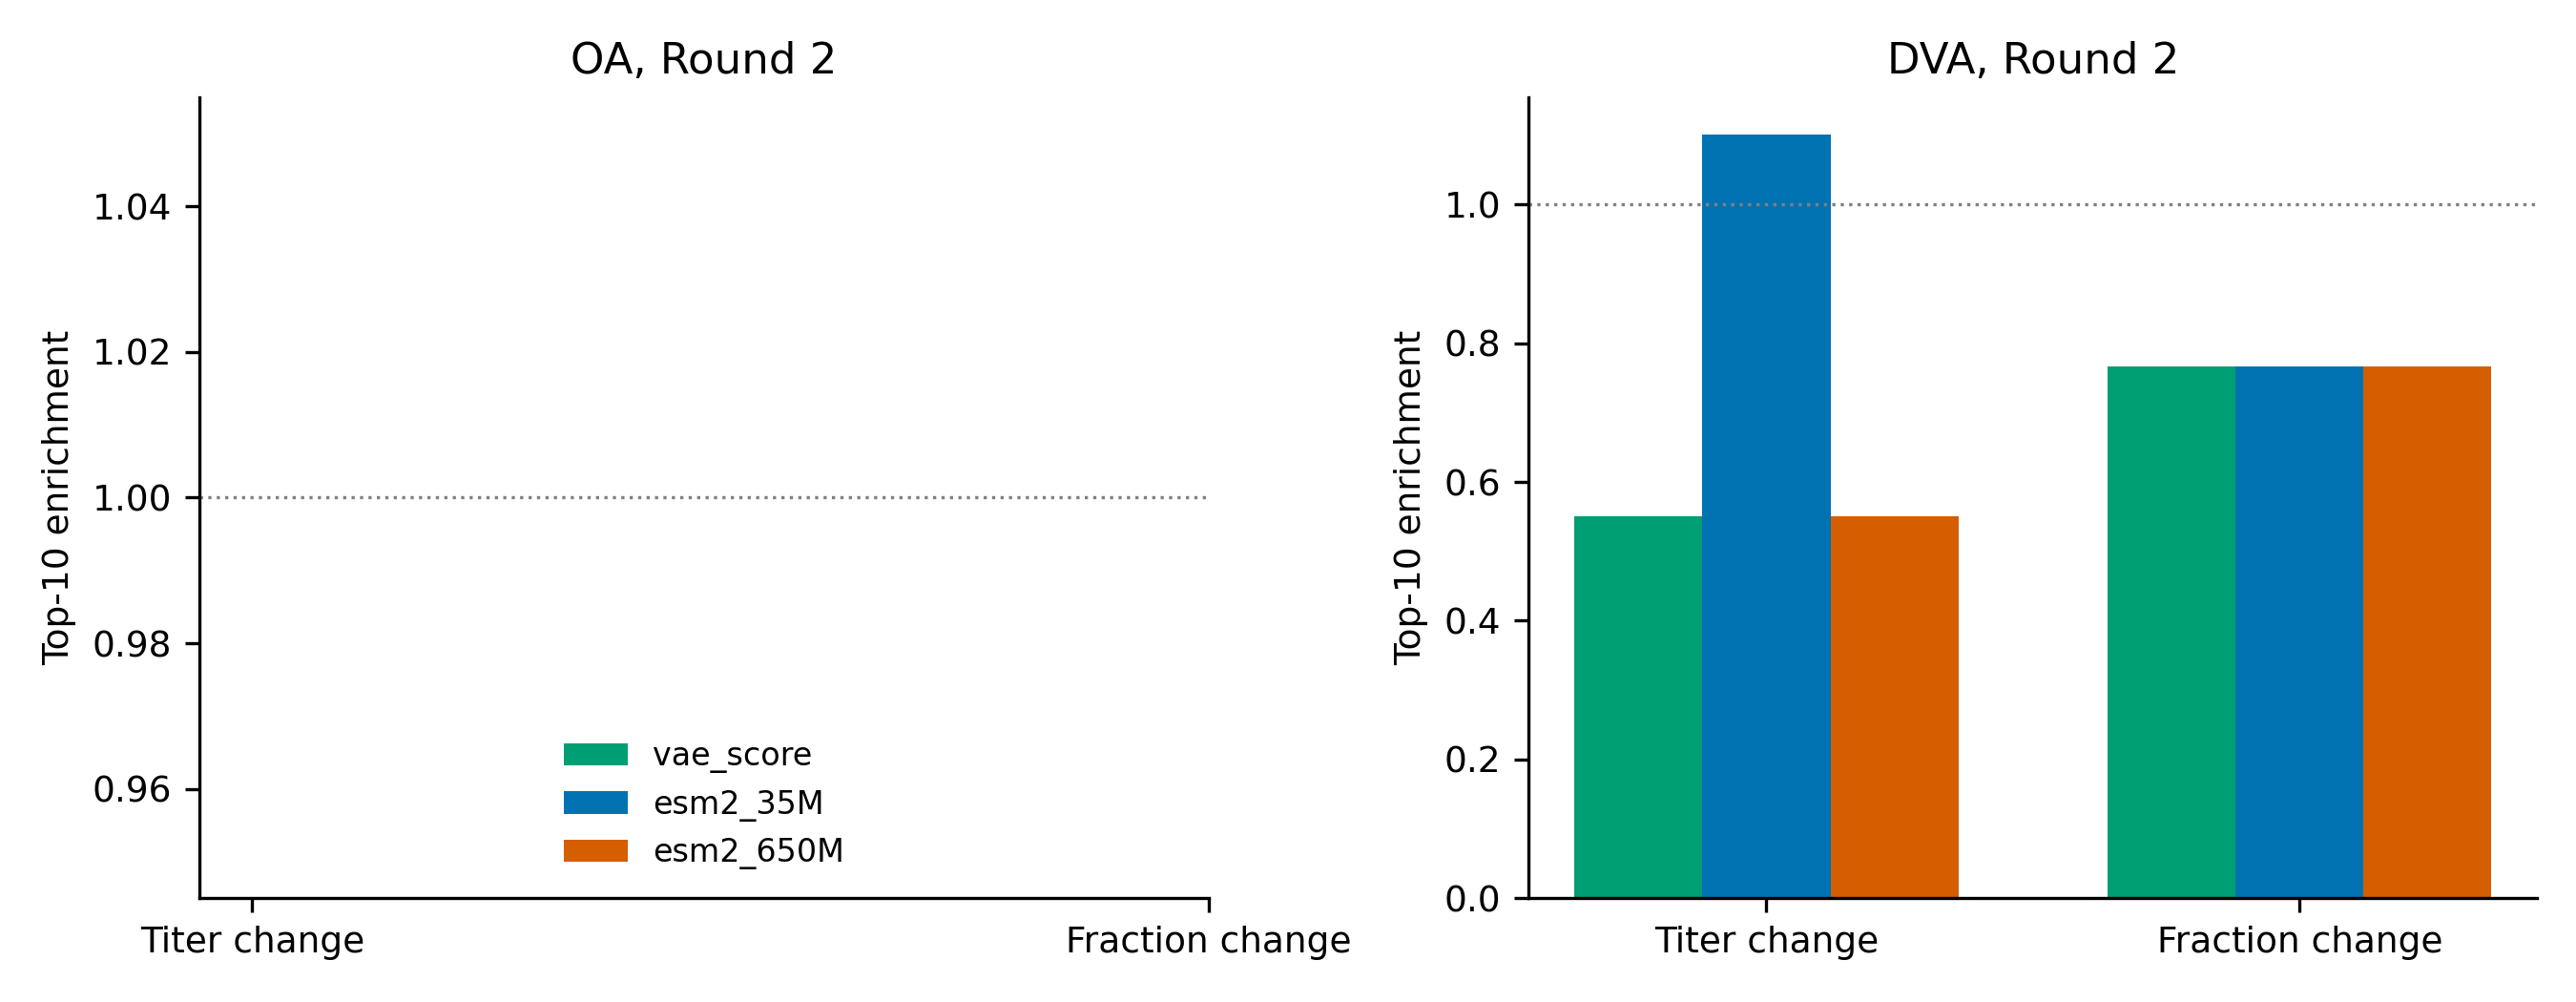 OA, Round 2
Top-10 enrichment
1.04
1.02
1.00
0.98
0.96
vae_score
esm2_35M
esm2_650M
Titer change
Fraction change
DVA, Round 2
Top-10 enrichment
1.0
0.8
0.6
0.4
0.2
0.0
Titer change
Fraction change